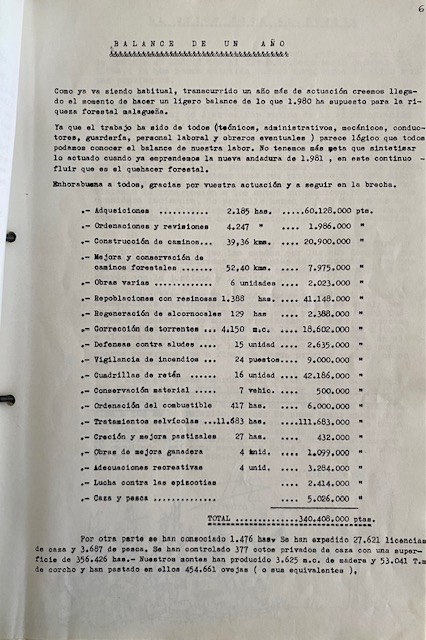 6
BALANCE DE UN AÑO
Como ya va siendo habitual, transcurrido un año más de actuación creemos llega-
do el momento de hacer un ligero balance de lo que 1.980 ha supuesto para la ri-
queza forestal malagueña.
Ya que el trabajo ha sido de todos (teónicos, administrativos, mecánicos, conduc-
tores, guardería, personal laboral y obreros eventuales ) parece lógico que todos
podamos conocer el balance de nuestra labor. No tenemos más meta que sintetizar
lo actuado cuando ya emprendemos la nueva andadura de 1.981 , en este continuo -
fluir que es el quehacer forestal.
Enhorabuena a todos, gracias por vuestra actuación y a seguir en la brecha.
.- Adqusiciones ........... 2.185 has. .....60.128.000 ptas.
.- Ordenaciones y revisiones 4.247 " .... 1.986.000 "
.- Construcción de caminos... 39,36 kms. .... 20.900.000 "
.- Mejora y conservación de
caminos forestales ....... 52,40 kms. .... 7.975.000 "
.- Obras varias ............. 6 unidades .... 2.023.000 "
.- Repoblaciones con resinosas 1.388 has. .... 41.148.000 "
.- Regeneración de alcornocales 129 has .... 2.388.000 "
.- Corrección de torrentes ... 4.150 m.c. .... 18.602.000 "
.- Defensas contra aludes .... 15 unidad .... 2.635.000 "
.- Vigilancia de incendios ... 24 puestos.... 9.000.000 "
.- Cuadrillas de retén ...... 16 unidad .... 42.186.000 "
.- Conservación material ..... 7 vehic. .... 500.000 "
.- Ordenación del combustible 417 has. .... 6.000.000 "
.- Tratamientos selvícolas ...11.683 has. ....111.683.000 "
.- Creción y mejora pastizales 27 has. .... 432.000 "
.- Obras de mejora ganadera 4 unid. .... 1.099.000 "
.- Adecuaciones recreativas 4 unid. .... 3.284.000 "
.- Lucha contra las epizootias .... 2.414.000 "
.- Caza y pesca .............. .... 5.026.000 "
TOTAL ..............340.408.000 ptas.
Por otra parte se han consociado 1.476 has. Se han expedido 27.621 licencias
de caza y 3.687 de pesca. Se han controlado 377 cotos privados de caza con una super-
ficie de 356.426 has.- Nuestros montes han producido 3.625 m.c. de madera y 53.041 T.m
de corcho y han pastado en ellos 454.661 ovejas ( o sus equivalentes ).